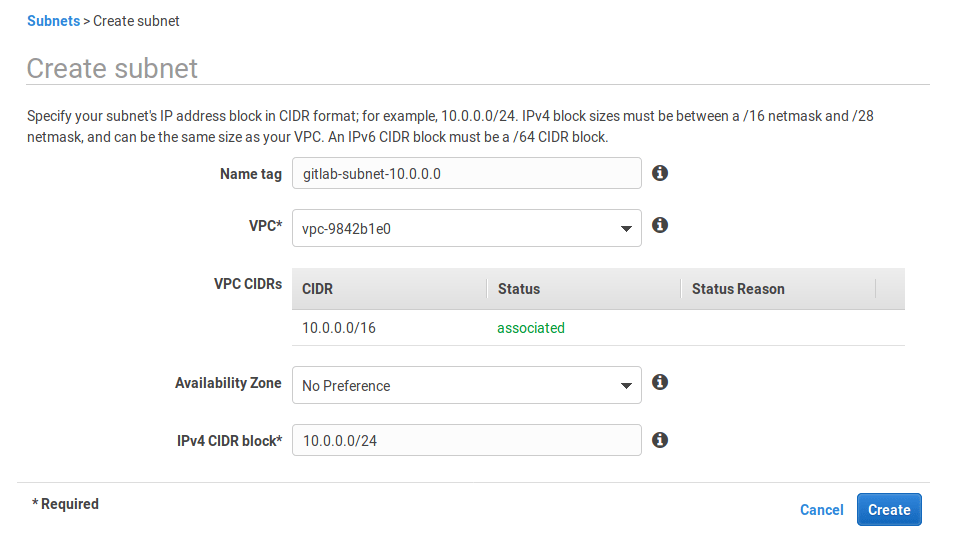 Subnets > Create subnet
Create subnet
Specify your subnet's IP address block in CIDR format; for example, 10.0.0.0/24. IPv4 block sizes must be between a /16 netmask and /28
netmask, and can be the same size as your VPC. An IPv6 CIDR block must be a /64 CIDR block.
Name tag gitlab-subnet-10.0.0.0
VPC* vpc-9842b1e0
VPC CIDRs CIDR Status Status Reason
10.0.0.0/16 associated
Availability Zone No Preference
IPv4 CIDR block* 10.0.0.0/24
* Required
Cancel Create